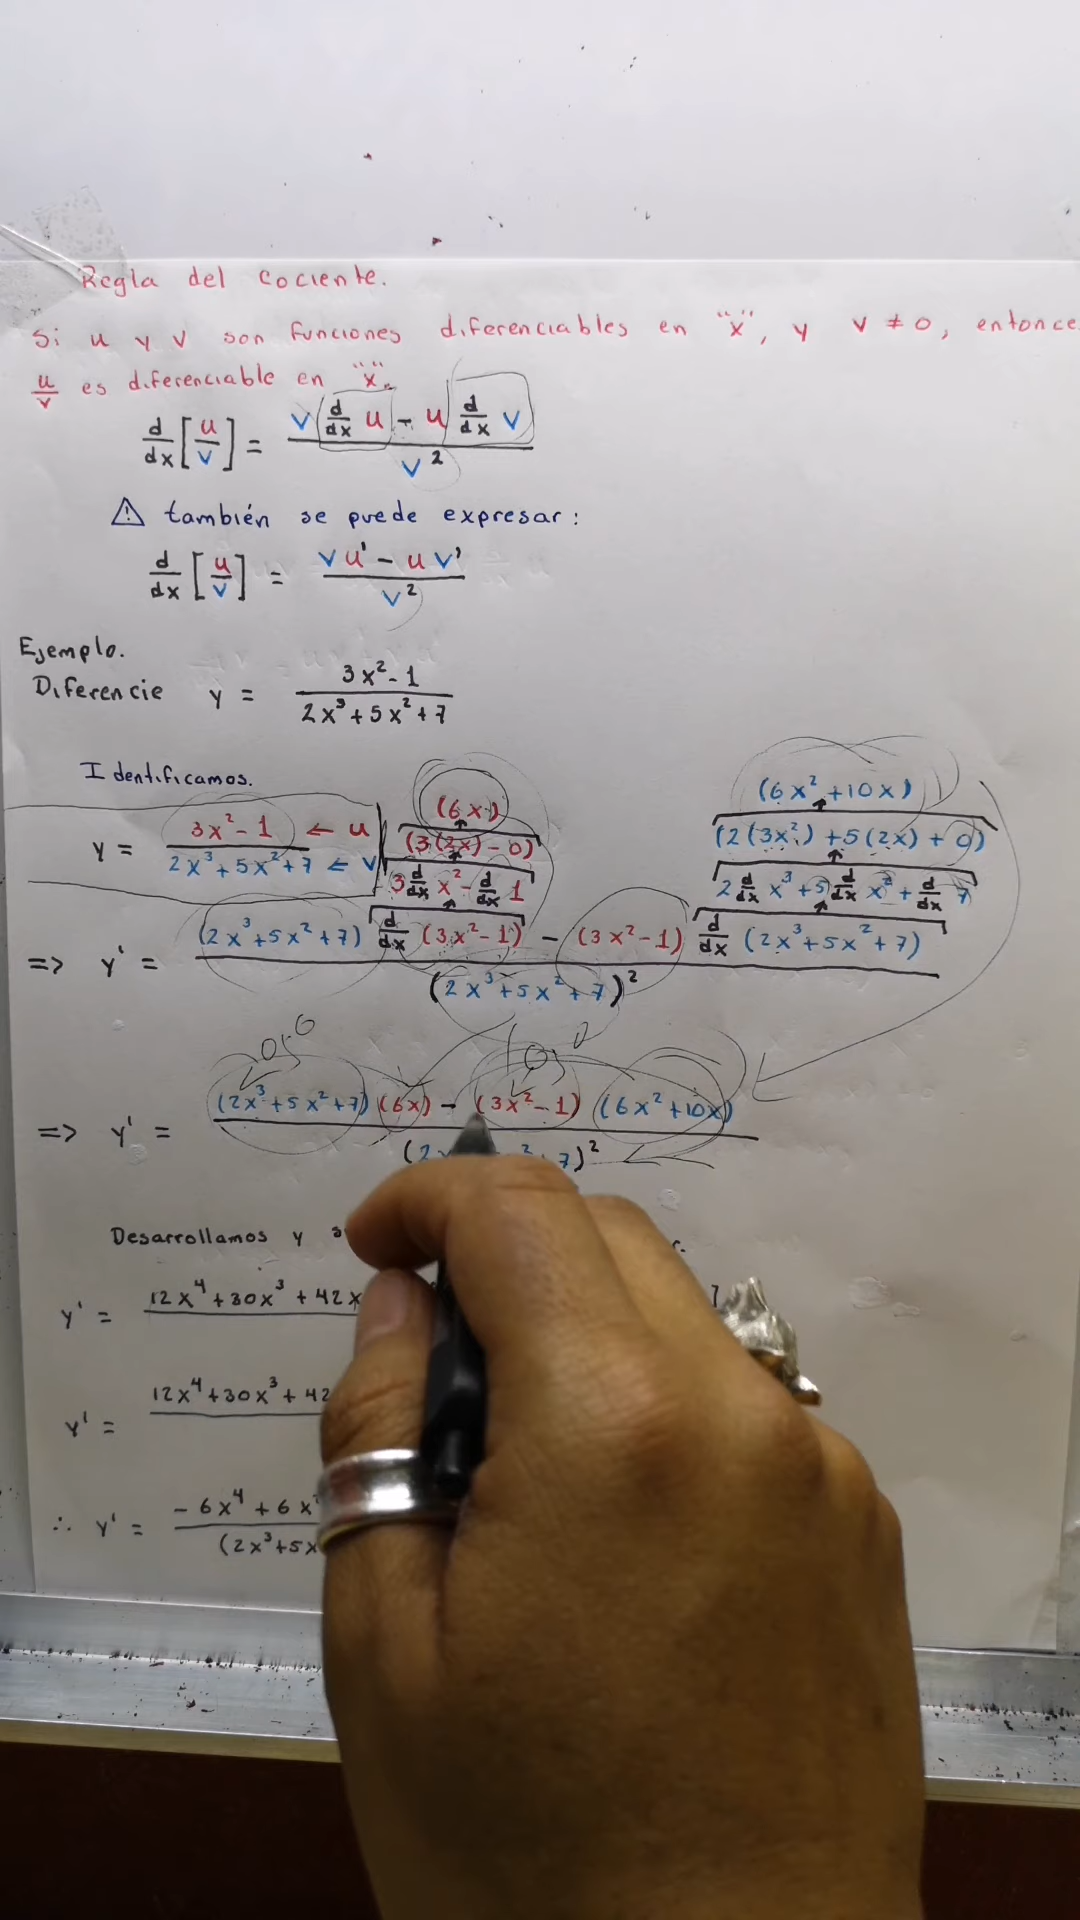 Regla del cociente.
Si u y v son funciones diferenciables en "x", y v ≠ 0, entonce
u/v es diferenciable en "x".
d/dx [u/v] = (v d/dx u - u d/dx v) / v²
⚠ también se puede expresar:
d/dx [u/v] = (v u' - u v') / v²
Ejemplo.
Diferencie y = (3x² - 1) / (2x³ + 5x² + 7)
Identificamos.
y = (3x² - 1) / (2x³ + 5x² + 7) ← u ← v
(6x) (6x² + 10x)
(3(2x) - 0) (2(3x²) + 5(2x) + 0)
3 d/dx x² - d/dx 1 2 d/dx x³ + 5 d/dx x² + d/dx 7
=> y' = ((2x³ + 5x² + 7) d/dx (3x² - 1) - (3x² - 1) d/dx (2x³ + 5x² + 7)) / (2x³ + 5x² + 7)²
=> y' = ((2x³ + 5x² + 7)(6x) - (3x² - 1)(6x² + 10x)) / (2 ² + 7)²
Desarrollamos y
y' = 12x⁴ + 30x³ + 42x
y' = 12x⁴ + 30x³ + 42
∴ y' = - 6x⁴ + 6x / (2x³ + 5x